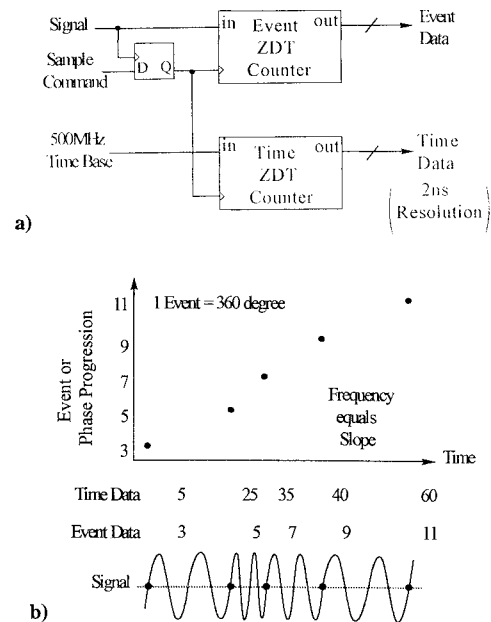 Signal
in Event out
Event
Data
ZDT
Counter
Sample
Command
D Q
500MHz
Time Base
in Time out
Time
Data
ZDT
Counter
2ns
Resolution
a)
1 Event = 360 degree
11
9
7
5
3
Event or
Phase Progression
Frequency
equals
Slope
Time
Time Data 5 25 35 40 60
Event Data 3 5 7 9 11
Signal
b)